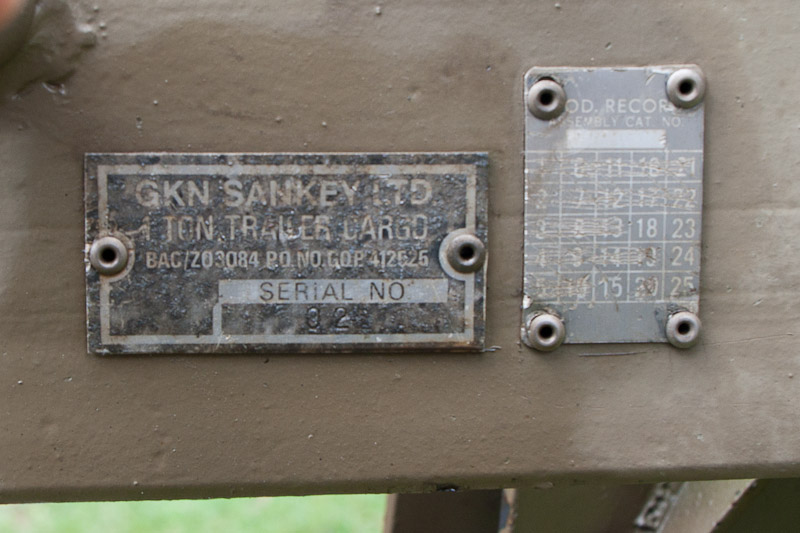 GKN SANKEY LTD
1 TON TRAILER CARGO
BAC/Z03084 P.O. NO. GOP 412525
SERIAL NO
32
MOD. RECORD
ASSEMBLY CAT. NO.
1 6 11 16 21
2 7 12 17 22
3 8 13 18 23
4 9 14 19 24
5 10 15 20 25